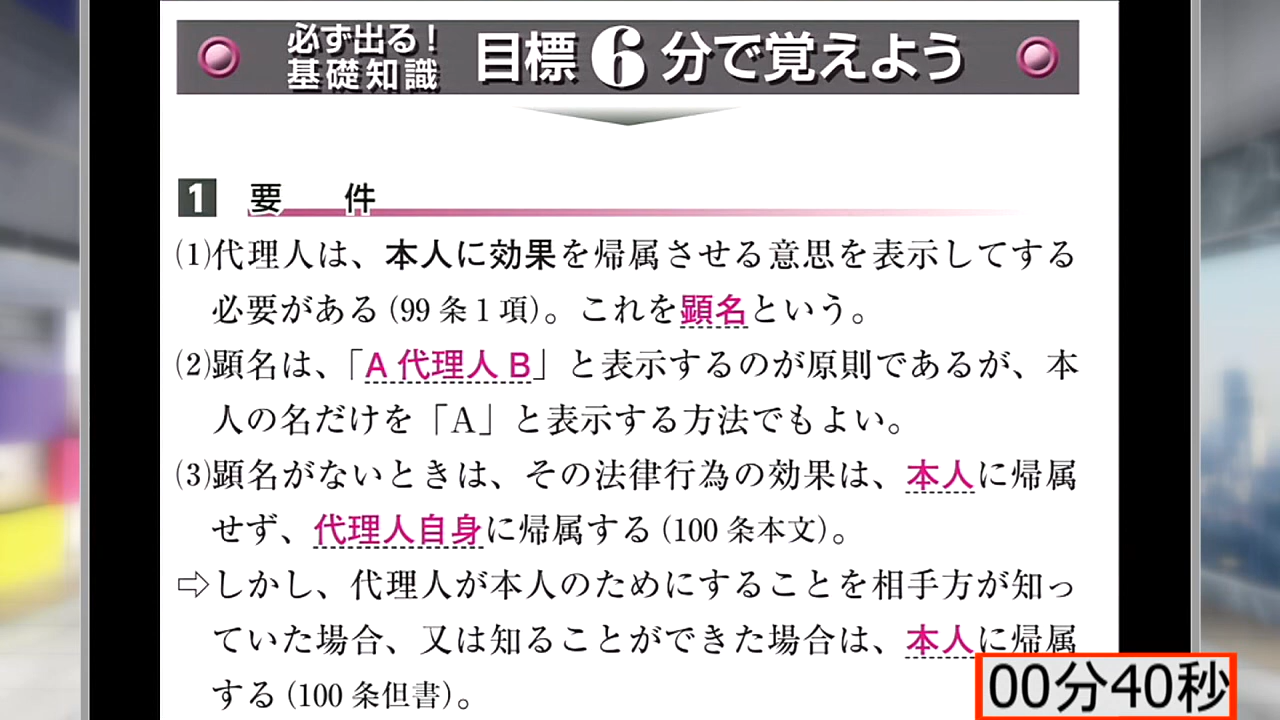 必ず出る!
基礎知識
目標6分で覚えよう
1 要件
(1)代理人は、本人に効果を帰属させる意思を表示してする
必要がある(99条1項)。これを顕名という。
(2)顕名は、「A代理人B」と表示するのが原則であるが、本
人の名だけを「A」と表示する方法でもよい。
(3)顕名がないときは、その法律行為の効果は、本人に帰属
せず、代理人自身に帰属する(100条本文)。
⇨しかし、代理人が本人のためにすることを相手方が知っ
ていた場合、又は知ることができた場合は、本人に帰属
する(100条但書)。
00分40秒